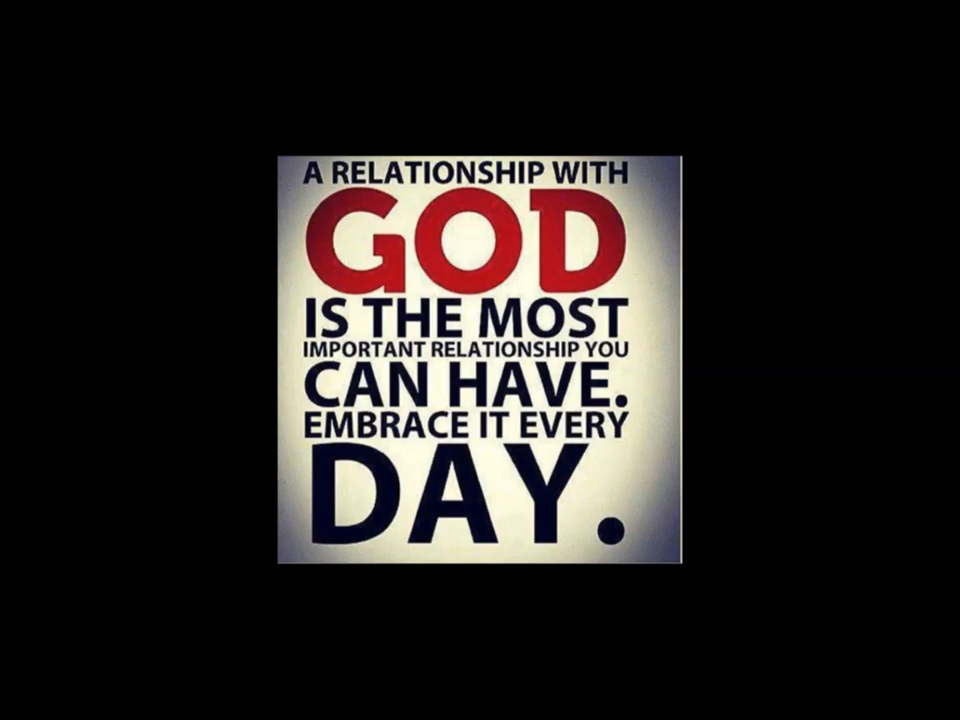 A RELATIONSHIP WITH
GOD
IS THE MOST
IMPORTANT RELATIONSHIP YOU
CAN HAVE.
EMBRACE IT EVERY
DAY.